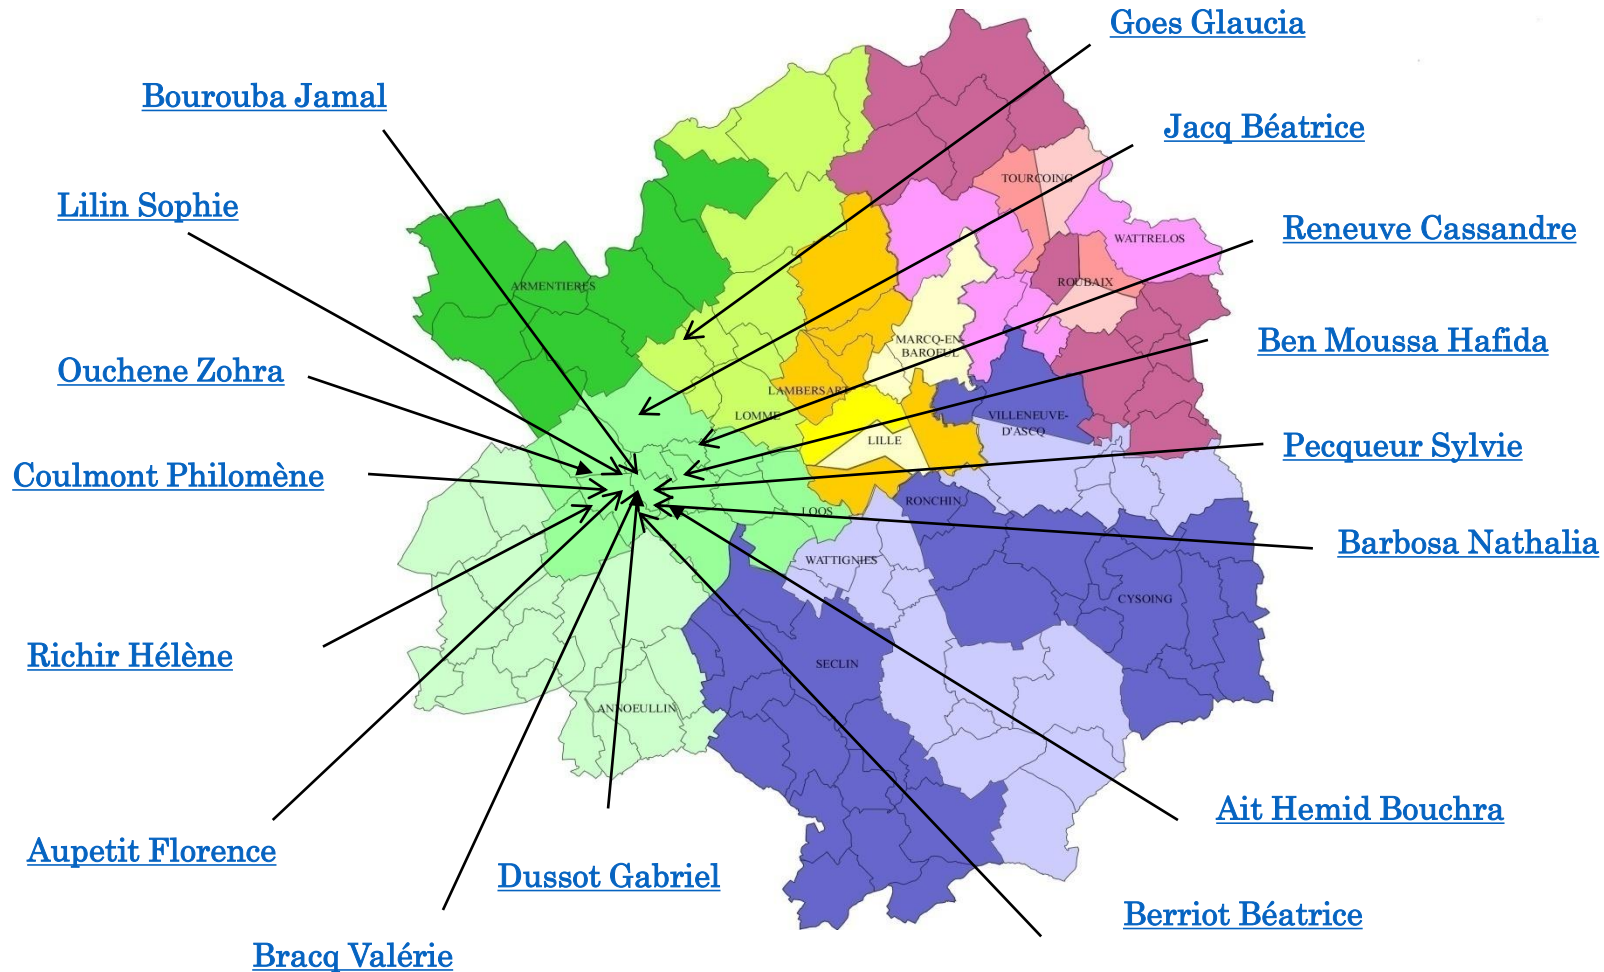 Goes Glaucia
Bourouba Jamal
Jacq Béatrice
TOURCOING
Lilin Sophie
Reneuve Cassandre
WATTRELOS
ARMENTIERES
ROUBAIX
MARCQ-EN-
BAROEUL
Ben Moussa Hafida
Ouchene Zohra
LAMBERSART
LOMME
VILLENEUVE-
D'ASCQ
LILLE
Pecqueur Sylvie
Coulmont Philomène
RONCHIN
LOOS
Barbosa Nathalia
WATTIGNIES
CYSOING
Richir Hélène
SECLIN
ANNOEULLIN
Ait Hemid Bouchra
Aupetit Florence
Dussot Gabriel
Berriot Béatrice
Bracq Valérie